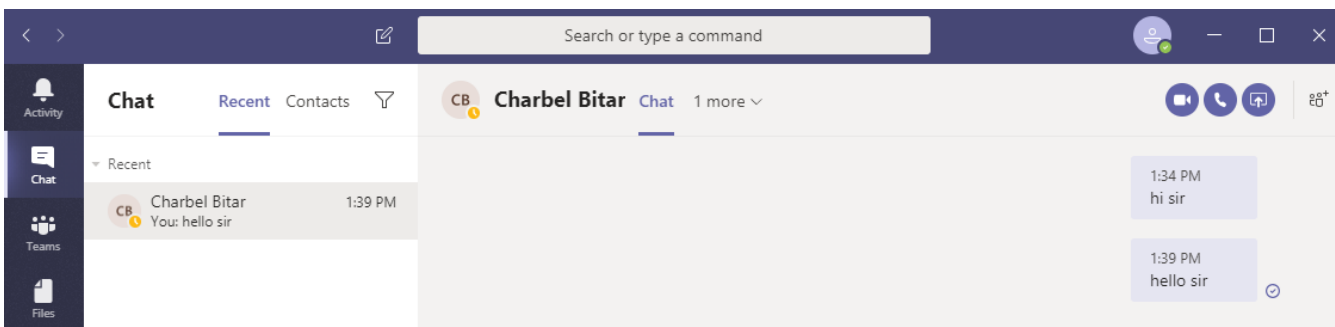 Search or type a command
Activity
Chat
Teams
Files
Chat Recent Contacts
Recent
CB Charbel Bitar 1:39 PM
You: hello sir
CB Charbel Bitar Chat 1 more
1:34 PM
hi sir
1:39 PM
hello sir